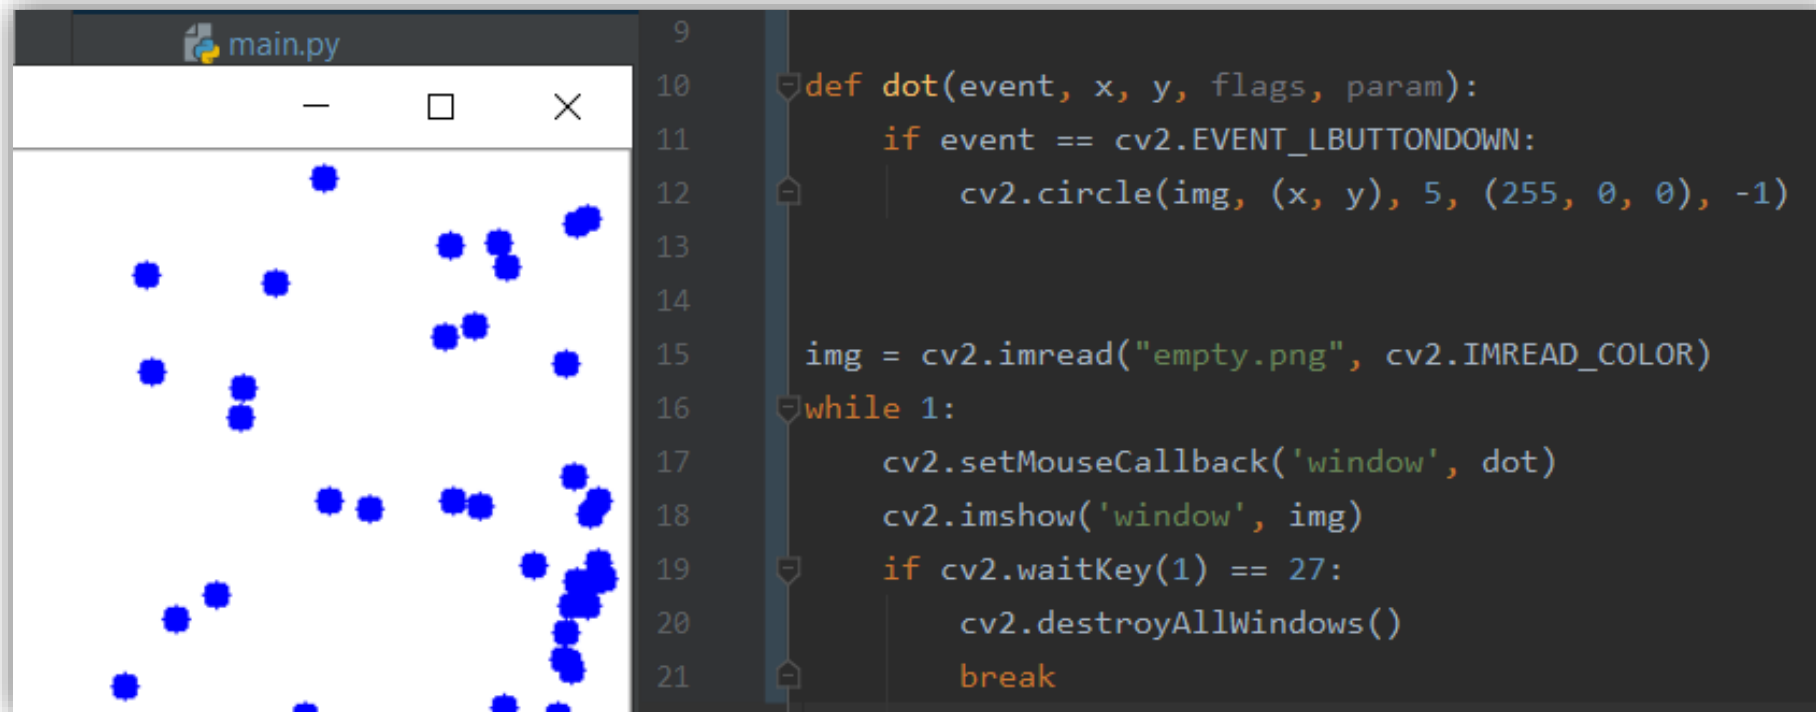 main.py
9
10 def dot(event, x, y, flags, param):
11 if event == cv2.EVENT_LBUTTONDOWN:
12 cv2.circle(img, (x, y), 5, (255, 0, 0), -1)
13
14
15 img = cv2.imread("empty.png", cv2.IMREAD_COLOR)
16 while 1:
17 cv2.setMouseCallback('window', dot)
18 cv2.imshow('window', img)
19 if cv2.waitKey(1) == 27:
20 cv2.destroyAllWindows()
21 break